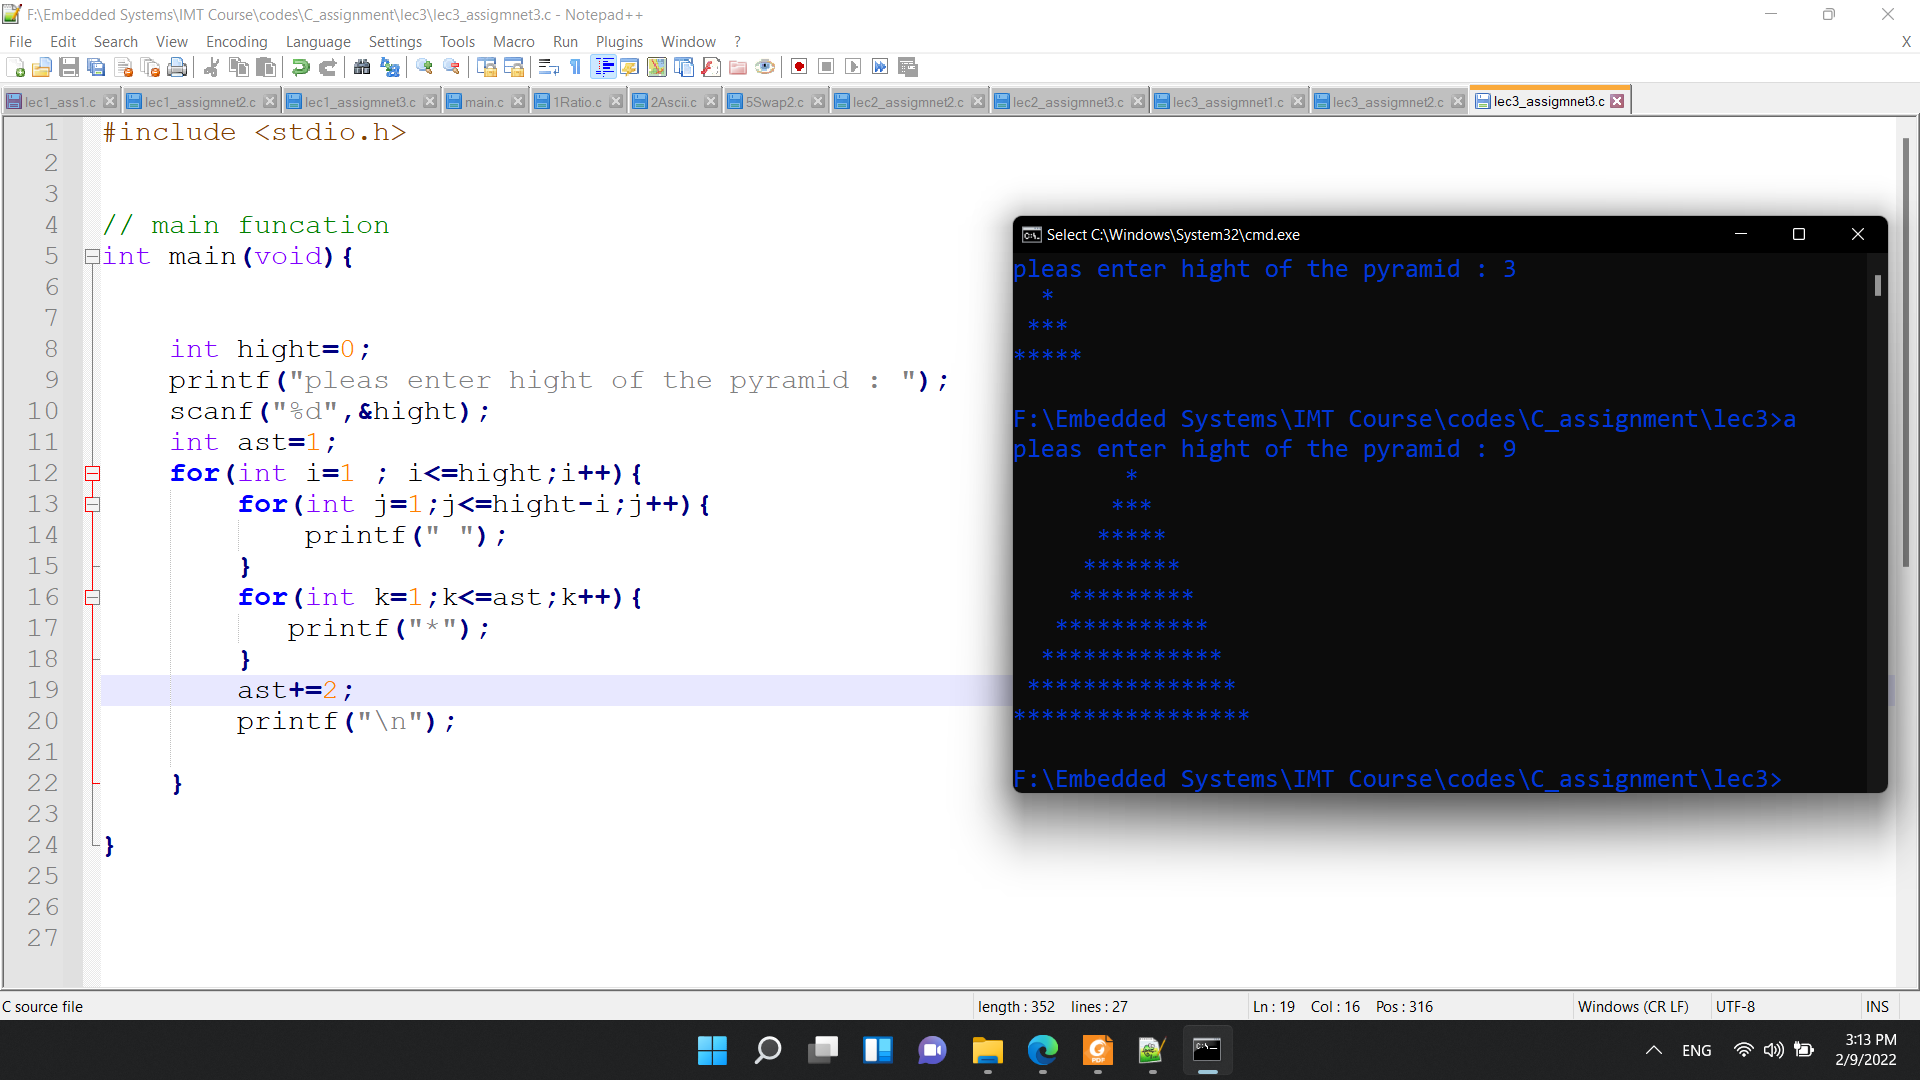 F:\Embedded Systems\IMT Course\codes\C_assignment\lec3\lec3_assigmnet3.c - Notepad++
File Edit Search View Encoding Language Settings Tools Macro Run Plugins Window ? X
lec1_ass1.c lec1_assigmnet2.c lec1_assigmnet3.c main.c 1Ratio.c 2Ascii.c 5Swap2.c lec2_assigmnet2.c lec2_assigmnet3.c lec3_assigmnet1.c lec3_assigmnet2.c lec3_assigmnet3.c
1 #include <stdio.h>
2
3
4 // main funcation
5 int main(void){
6
7
8 int hight=0;
9 printf("pleas enter hight of the pyramid : ");
10 scanf("%d",&hight);
11 int ast=1;
12 for(int i=1 ; i<=hight;i++){
13 for(int j=1;j<=hight-i;j++){
14 printf(" ");
15 }
16 for(int k=1;k<=ast;k++){
17 printf("*");
18 }
19 ast+=2;
20 printf("\n");
21
22 }
23
24 }
25
26
27
Select C:\Windows\System32\cmd.exe
pleas enter hight of the pyramid : 3
  *
 ***
*****
F:\Embedded Systems\IMT Course\codes\C_assignment\lec3>a
pleas enter hight of the pyramid : 9
        *
       ***
      *****
     *******
    *********
   ***********
  *************
 ***************
*****************
F:\Embedded Systems\IMT Course\codes\C_assignment\lec3>
C source file length : 352 lines : 27 Ln : 19 Col : 16 Pos : 316 Windows (CR LF) UTF-8 INS
ENG
3:13 PM
2/9/2022